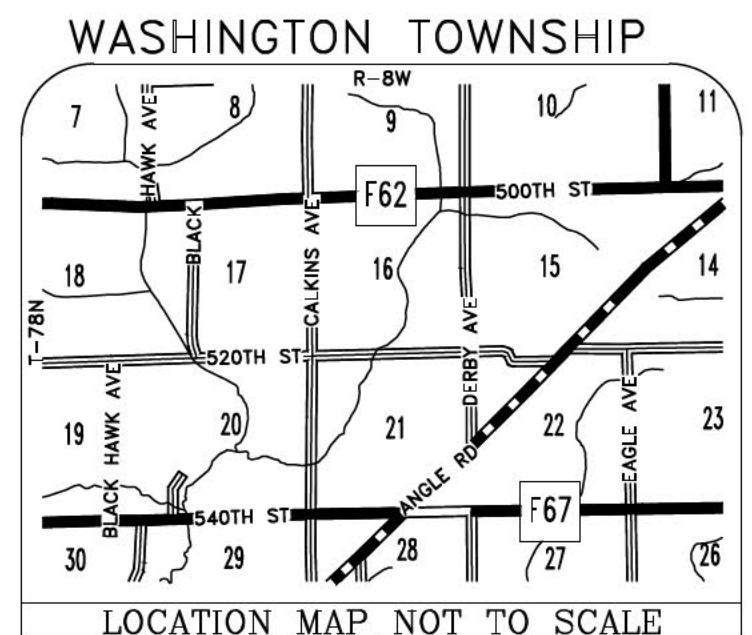 WASHINGTON TOWNSHIP
R-8W
7
HAWK AVE
8
9
10
11
F62
500TH ST
BLACK
CALKINS AVE
18
17
16
15
14
T-78N
520TH ST
DERBY AVE
BLACK HAWK AVE
19
20
21
22
EAGLE AVE
23
ANGLE RD
540TH ST
F67
30
29
28
27
26
LOCATION MAP NOT TO SCALE